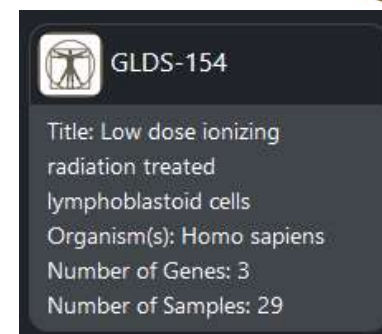 GLDS-154
Title: Low dose ionizing
radiation treated
lymphoblastoid cells
Organism(s): Homo sapiens
Number of Genes: 3
Number of Samples: 29